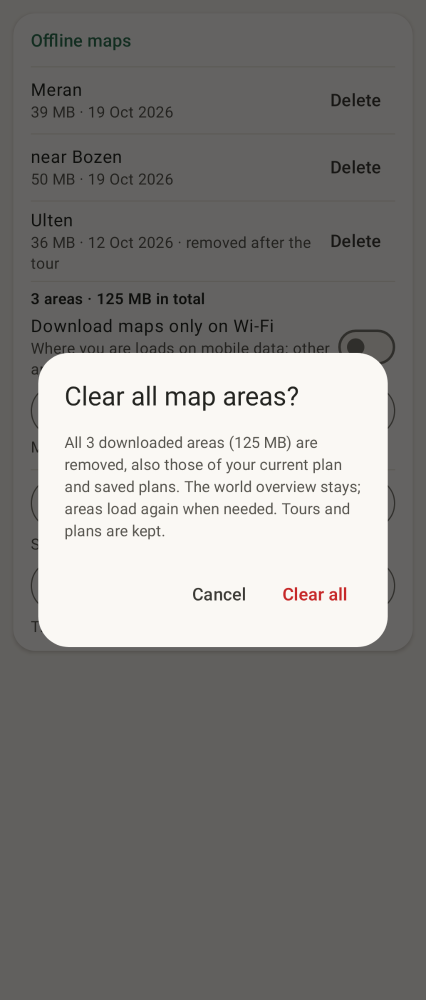 Offline maps
Meran
39 MB · 19 Oct 2026
Delete
near Bozen
50 MB · 19 Oct 2026
Delete
Ulten
36 MB · 12 Oct 2026 · removed after the
tour
Delete
3 areas · 125 MB in total
Download maps only on Wi-Fi
Where you are loads on mobile data; other
Clear all map areas?
All 3 downloaded areas (125 MB) are
removed, also those of your current plan
and saved plans. The world overview stays;
areas load again when needed. Tours and
plans are kept.
Cancel
Clear all